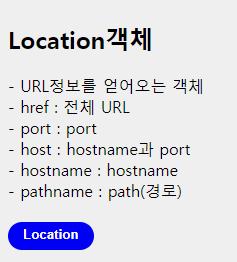 Location객체
- URL정보를 얻어오는 객체
- href : 전체 URL
- port : port
- host : hostname과 port
- hostname : hostname
- pathname : path(경로)
Location